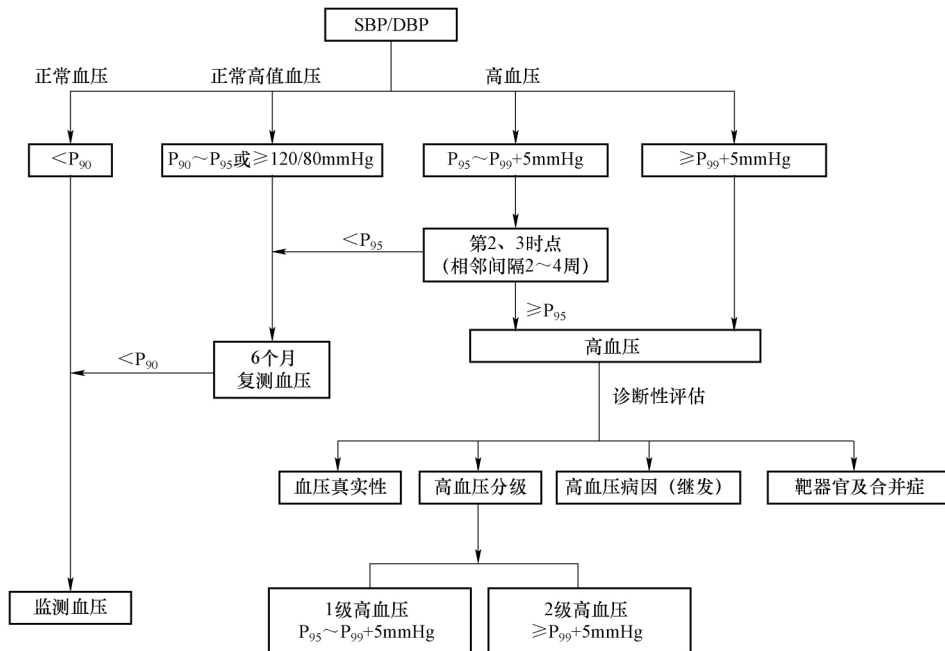 SBP/DBP
正常血压
正常高值血压
高血压
＜P90
P90～P95或≥120/80mmHg
P95～P99+5mmHg
≥P99+5mmHg
＜P95
第2、3时点
（相邻间隔2～4周）
≥P95
高血压
＜P90
6个月
复测血压
诊断性评估
血压真实性
高血压分级
高血压病因（继发）
靶器官及合并症
监测血压
1级高血压
P95～P99+5mmHg
2级高血压
≥P99+5mmHg